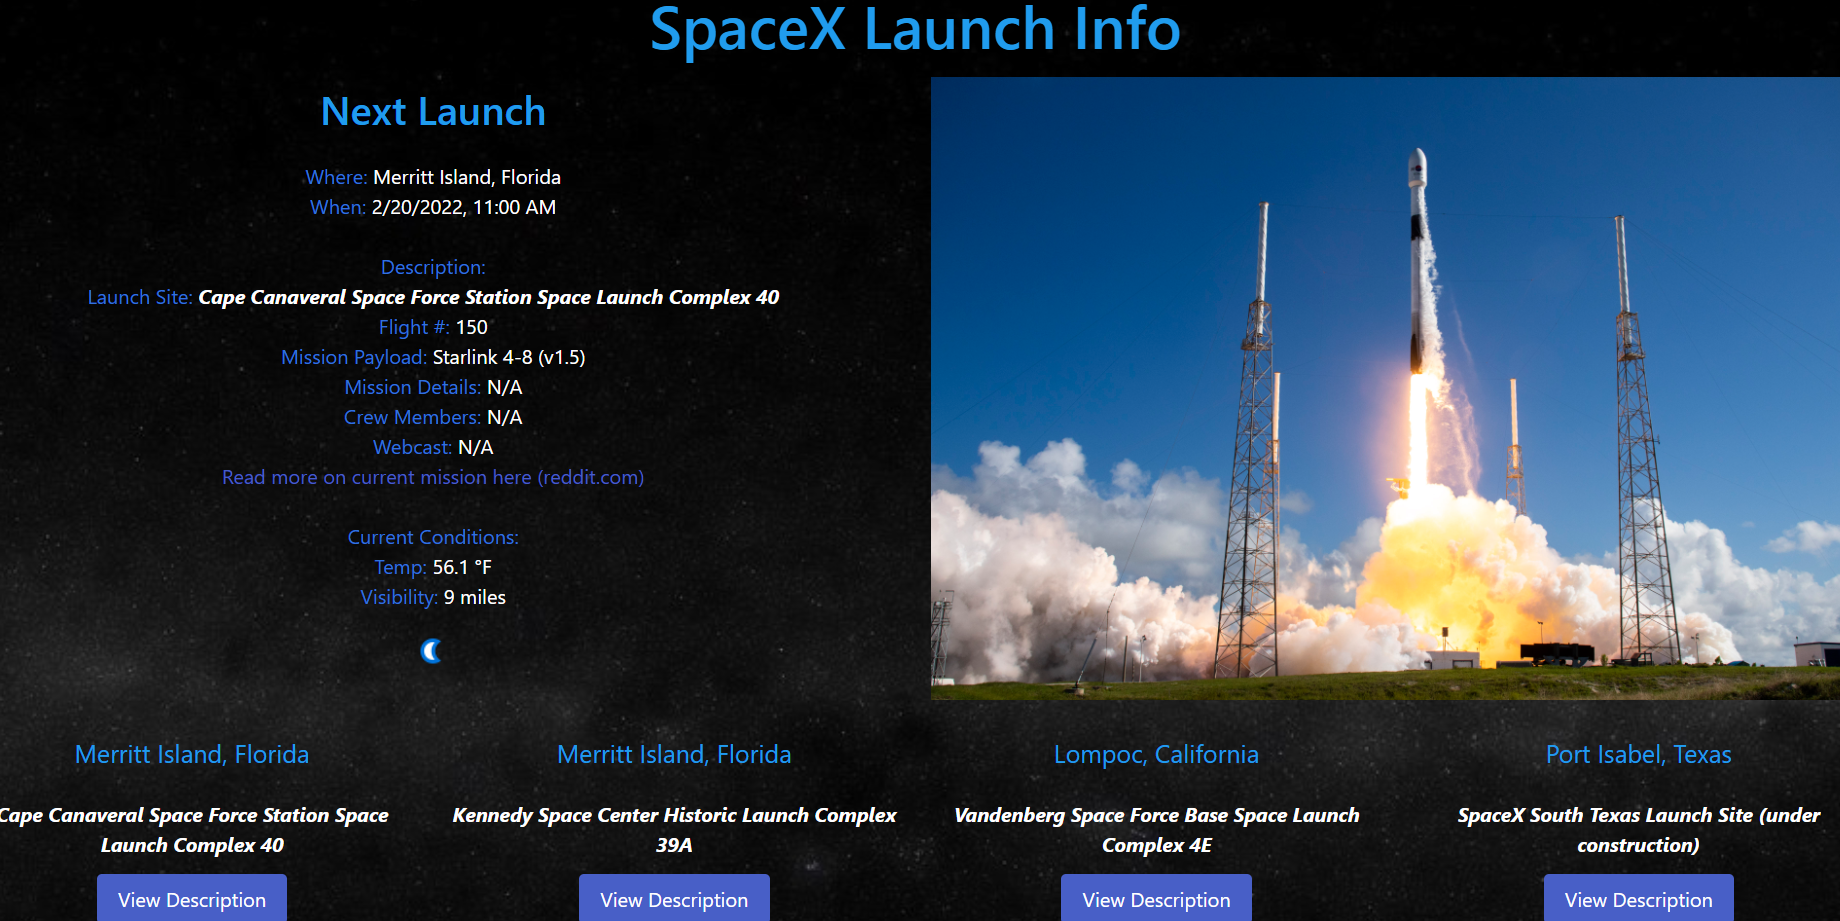 SpaceX Launch Info
Next Launch
Where: Merritt Island, Florida
When: 2/20/2022, 11:00 AM
Description:
Launch Site: Cape Canaveral Space Force Station Space Launch Complex 40
Flight #: 150
Mission Payload: Starlink 4-8 (v1.5)
Mission Details: N/A
Crew Members: N/A
Webcast: N/A
Read more on current mission here (reddit.com)
Current Conditions:
Temp: 56.1 °F
Visibility: 9 miles
Merritt Island, Florida
Cape Canaveral Space Force Station Space
Launch Complex 40
View Description
Merritt Island, Florida
Kennedy Space Center Historic Launch Complex
39A
View Description
Lompoc, California
Vandenberg Space Force Base Space Launch
Complex 4E
View Description
Port Isabel, Texas
SpaceX South Texas Launch Site (under
construction)
View Description